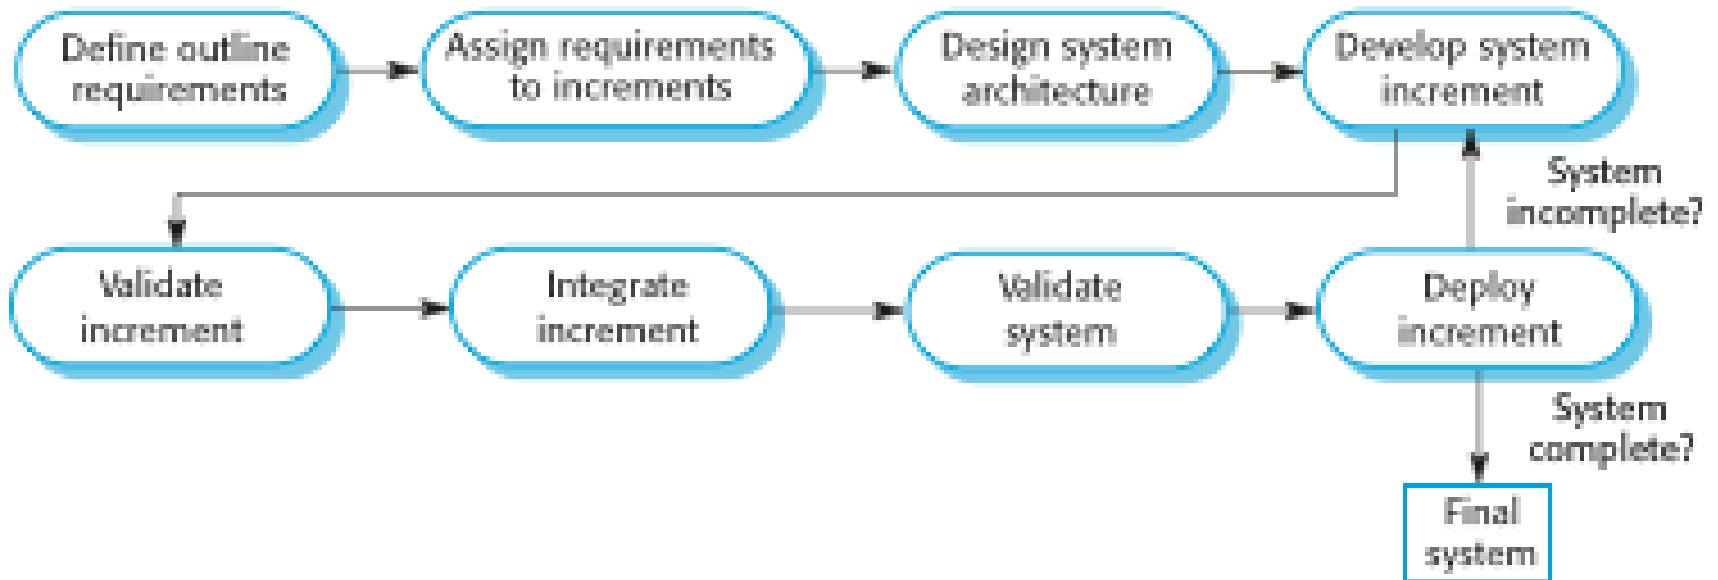 Define outline
requirements
Assign requirements
to increments
Design system
architecture
Develop system
increment
System
incomplete?
Validate
increment
Integrate
increment
Validate
system
Deploy
increment
System
complete?
Final
system